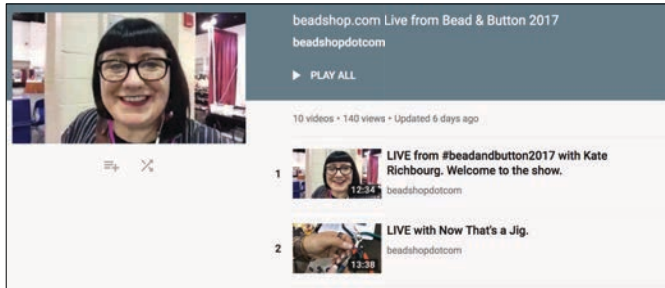 beadshop.com Live from Bead & Button 2017
beadshopdotcom
PLAY ALL
10 videos • 140 views • Updated 6 days ago
1
12:34
LIVE from #beadandbutton2017 with Kate
Richbourg. Welcome to the show.
beadshopdotcom
2
13:38
LIVE with Now That's a Jig.
beadshopdotcom